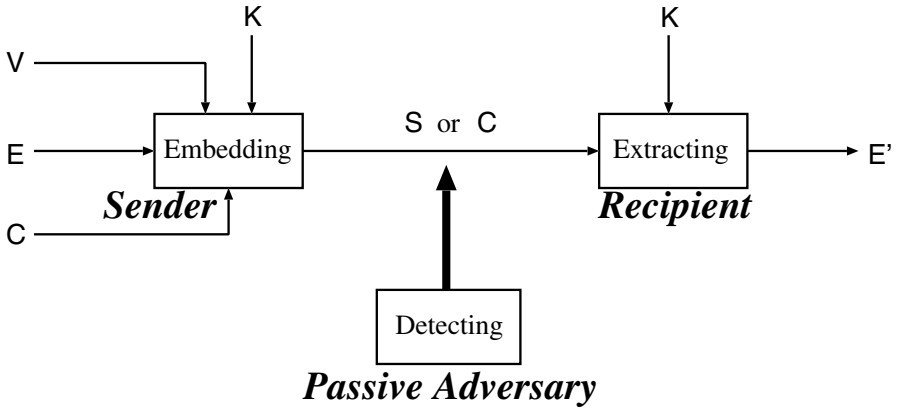 K
K
V
S or C
E
Embedding
Extracting
E'
Sender
Recipient
C
Detecting
Passive Adversary